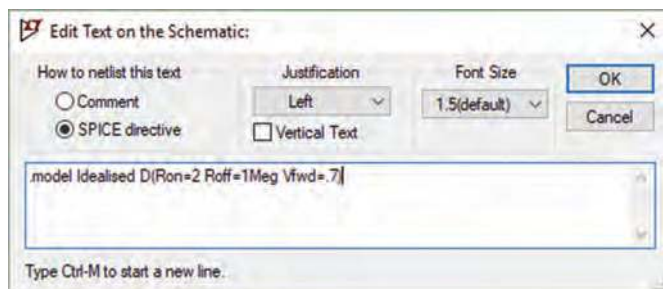 Edit Text on the Schematic:
How to netlist this text
Comment
SPICE directive
Justification
Left
Vertical Text
Font Size
1.5(default)
OK
Cancel
.model Idealised D(Ron=2 Roff=1Meg Vfwd=.7)
Type Ctrl-M to start a new line.